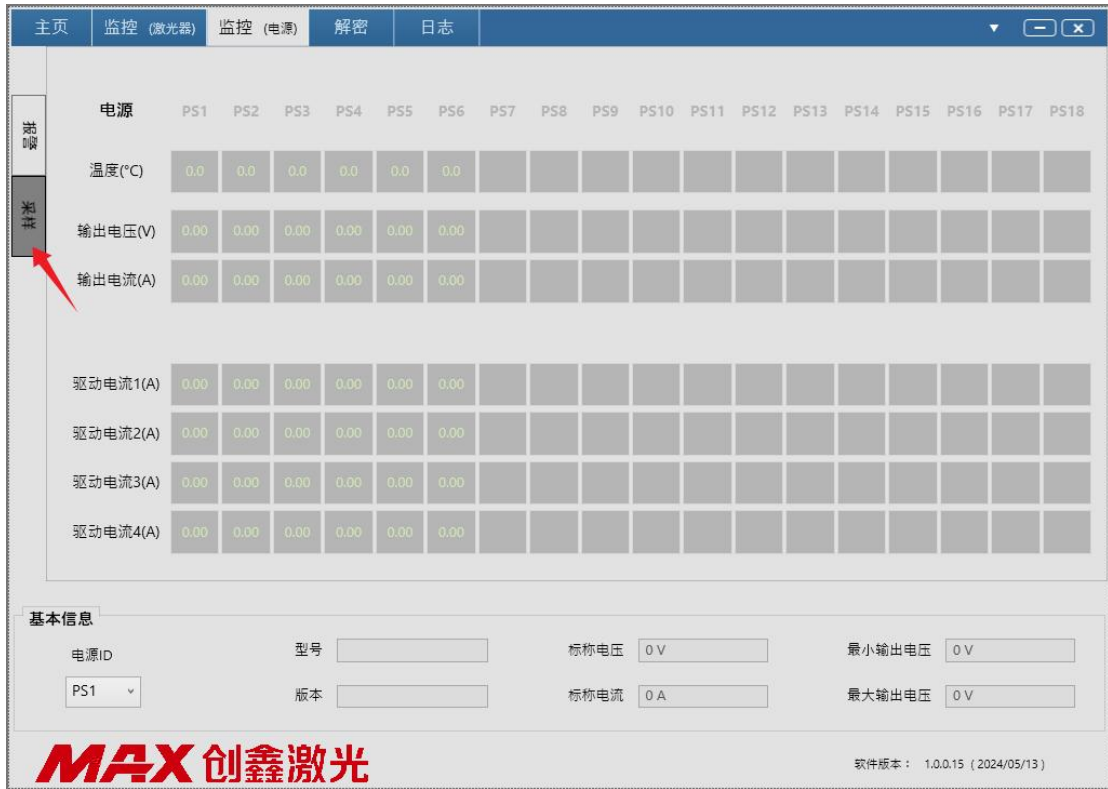 主页 监控 (激光器) 监控 (电源) 解密 日志
报警
采样
电源 PS1 PS2 PS3 PS4 PS5 PS6 PS7 PS8 PS9 PS10 PS11 PS12 PS13 PS14 PS15 PS16 PS17 PS18
温度(°C) 0.0 0.0 0.0 0.0 0.0 0.0
输出电压(V) 0.00 0.00 0.00 0.00 0.00 0.00
输出电流(A) 0.00 0.00 0.00 0.00 0.00 0.00
驱动电流1(A) 0.00 0.00 0.00 0.00 0.00 0.00
驱动电流2(A) 0.00 0.00 0.00 0.00 0.00 0.00
驱动电流3(A) 0.00 0.00 0.00 0.00 0.00 0.00
驱动电流4(A) 0.00 0.00 0.00 0.00 0.00 0.00
基本信息
电源ID 型号 标称电压 0 V 最小输出电压 0 V
PS1 版本 标称电流 0 A 最大输出电压 0 V
MAX 创鑫激光
软件版本： 1.0.0.15 ( 2024/05/13 )